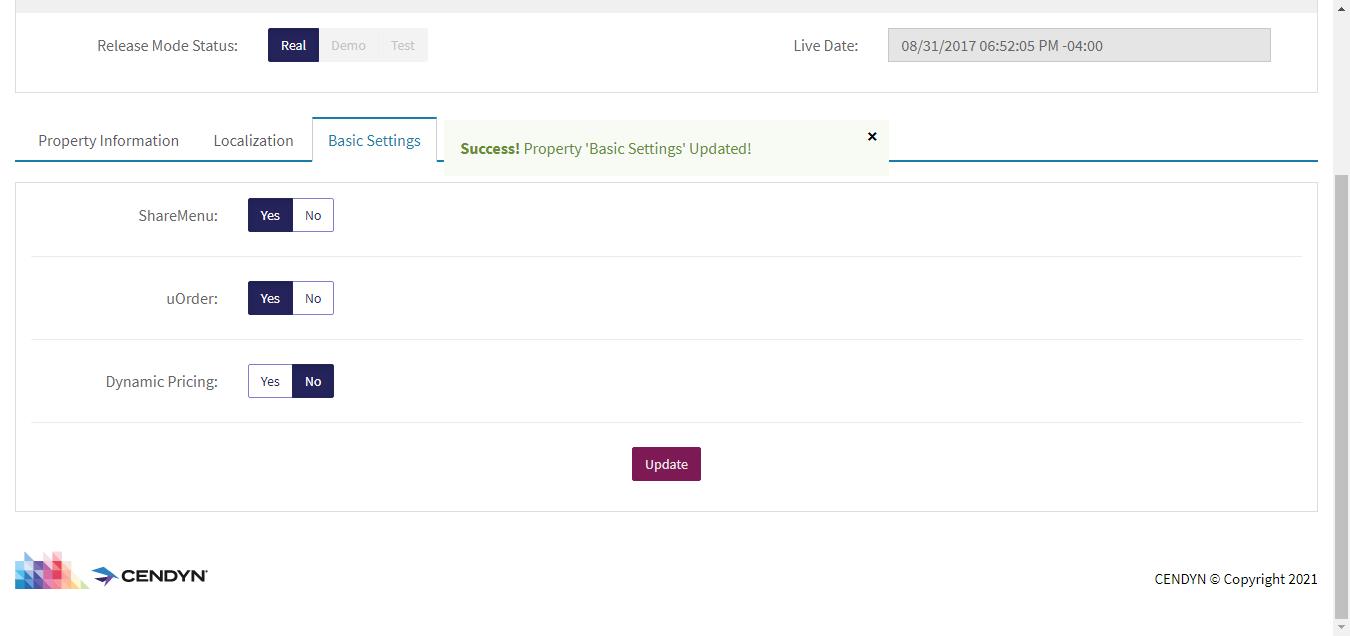 Release Mode Status: Real Demo Test Live Date: 08/31/2017 06:52:05 PM -04:00
Property Information Localization Basic Settings Success! Property 'Basic Settings' Updated! ×
ShareMenu: Yes No
uOrder: Yes No
Dynamic Pricing: Yes No
Update
CENDYN CENDYN © Copyright 2021